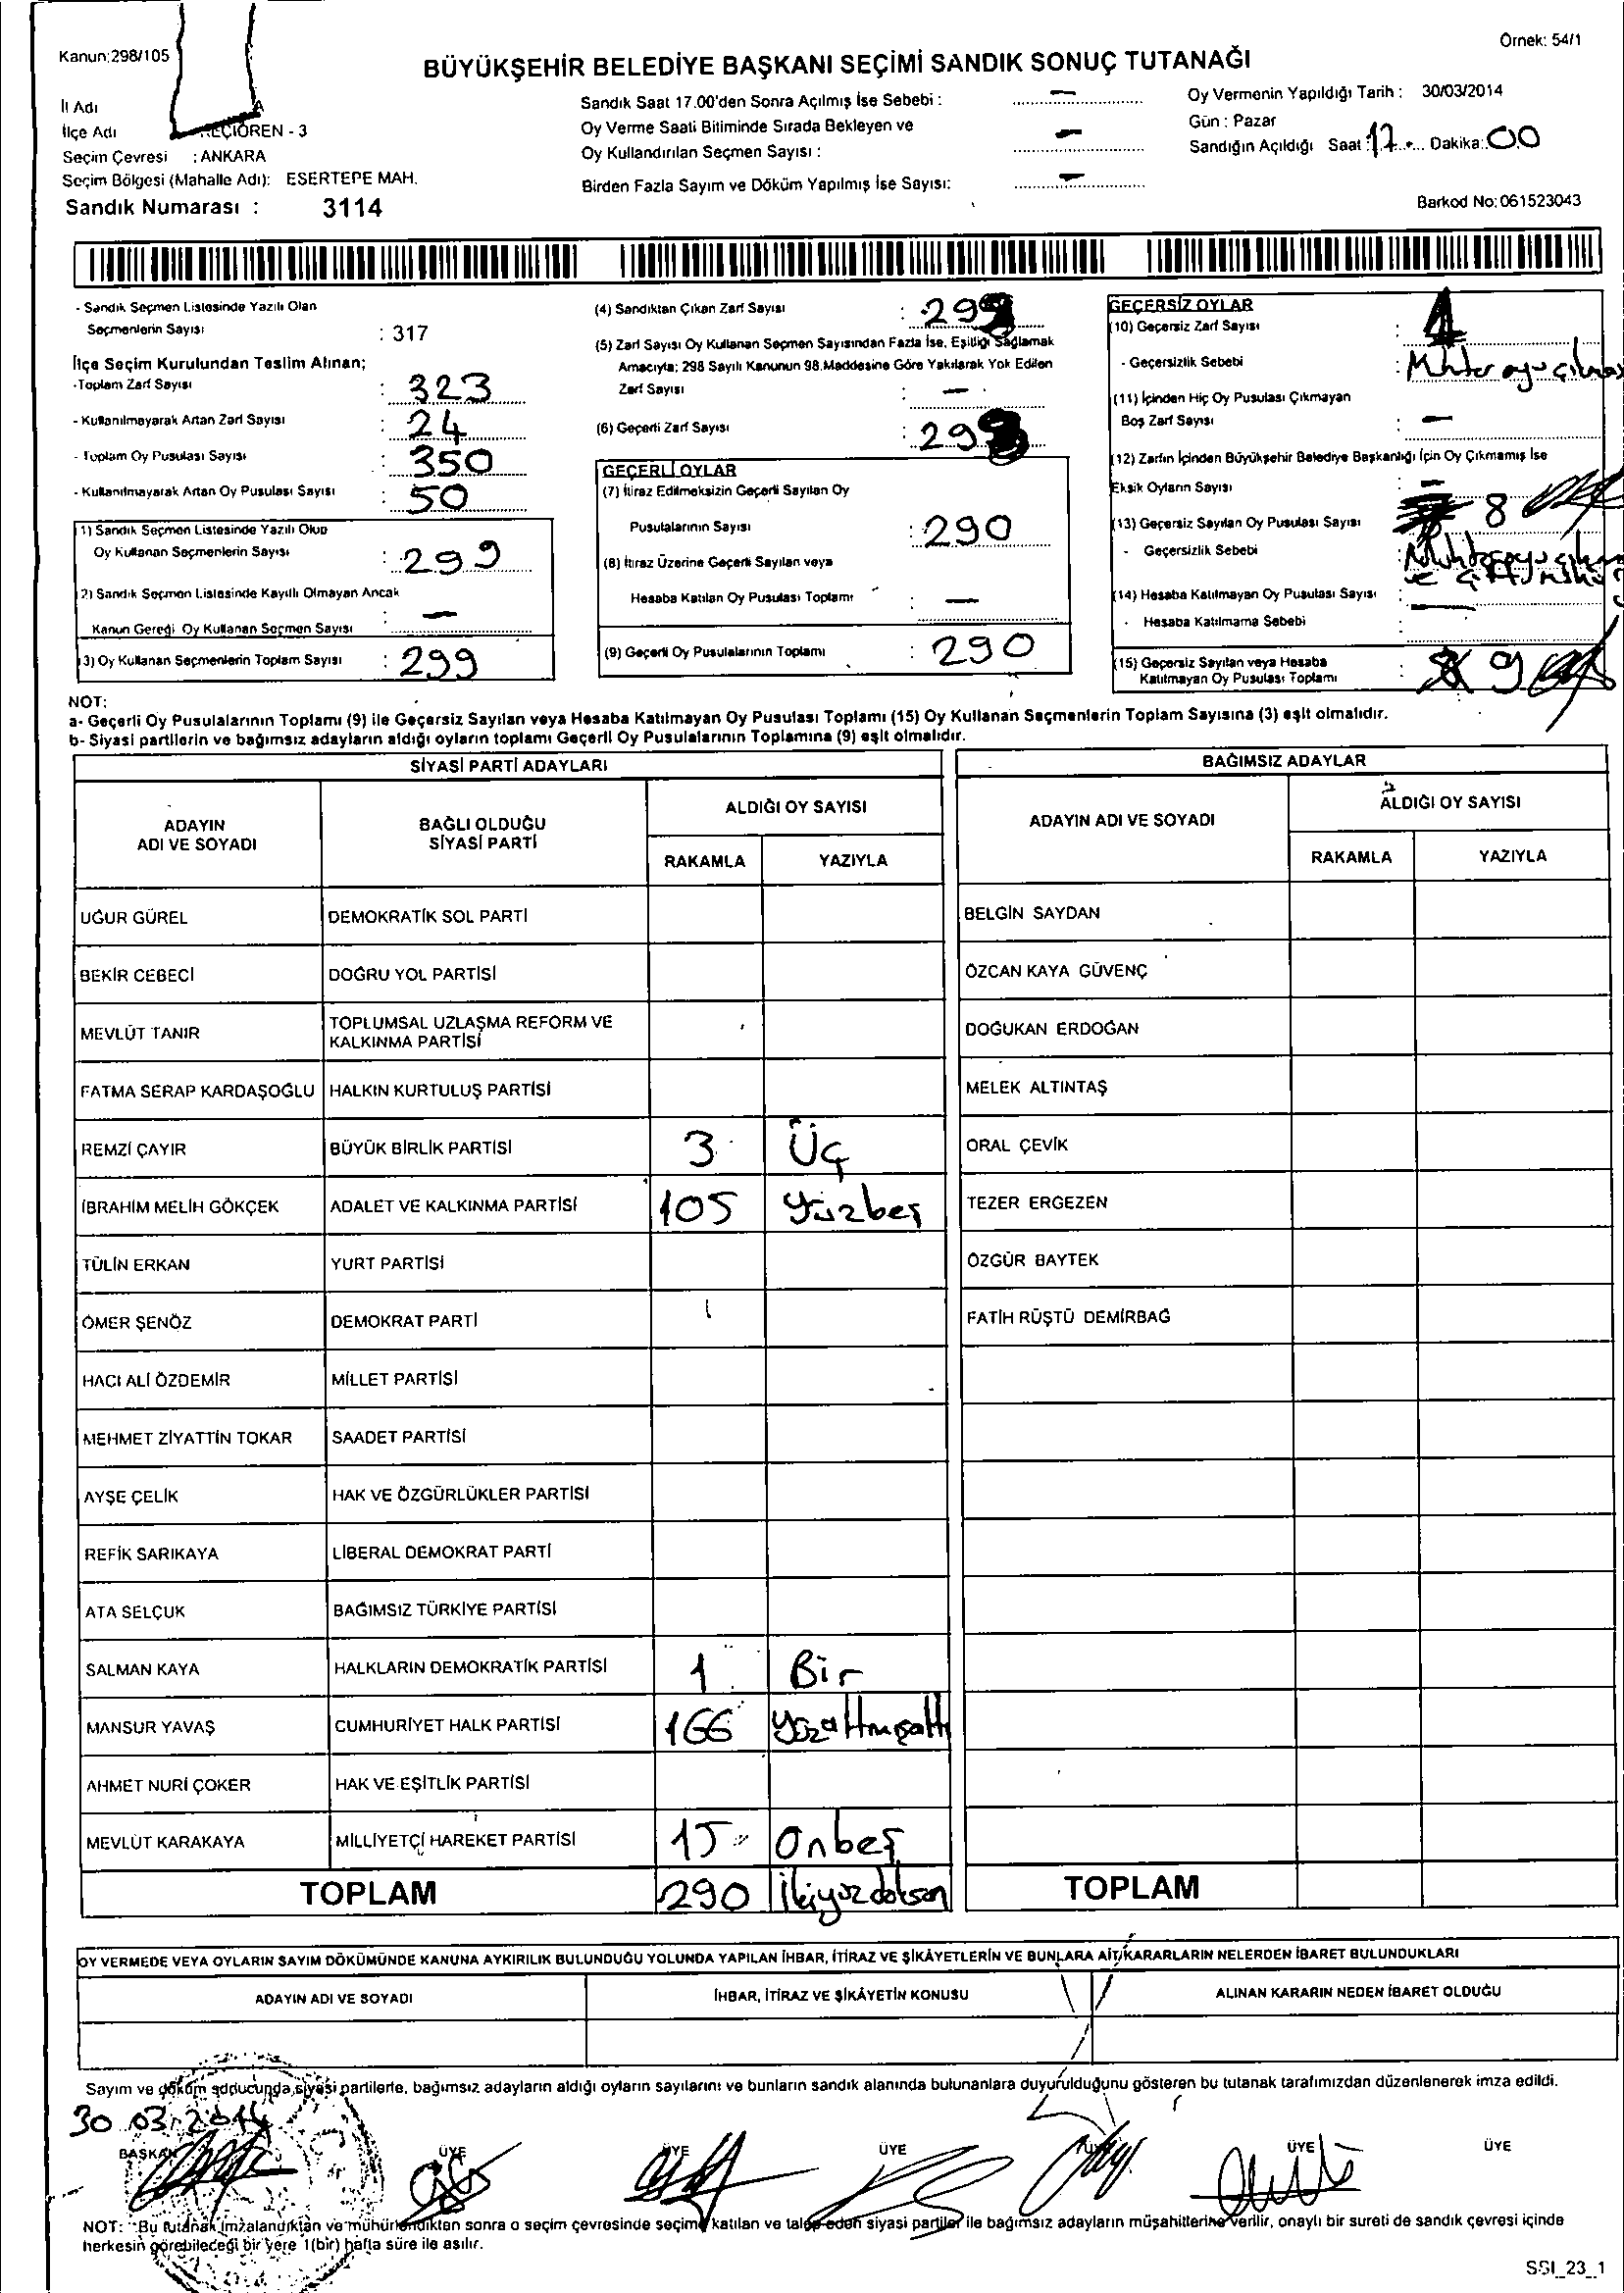 Kanun:298/105
Örnek: 54/1
BÜYÜKŞEHİR BELEDİYE BAŞKANI SEÇİMİ SANDIK SONUÇ TUTANAĞI
İl Adı
İlçe Adı KEÇİÖREN - 3
Seçim Çevresi : ANKARA
Seçim Bölgesi (Mahalle Adı): ESERTEPE MAH.
Sandık Numarası : 3114
Sandık Saat 17.00'den Sonra Açılmış İse Sebebi : —
Oy Verme Saati Bitiminde Sırada Bekleyen ve
Oy Kullandırılan Seçmen Sayısı : —
Birden Fazla Sayım ve Döküm Yapılmış İse Sayısı: —
Oy Vermenin Yapıldığı Tarih : 30/03/2014
Gün : Pazar
Sandığın Açıldığı Saat : 17 Dakika: 00
Barkod No: 061523043
- Sandık Seçmen Listesinde Yazılı Olan
Seçmenlerin Sayısı : 317
İlçe Seçim Kurulundan Teslim Alınan;
-Toplam Zarf Sayısı : 323
- Kullanılmayarak Artan Zarf Sayısı : 24
- Toplam Oy Pusulası Sayısı : 350
- Kullanılmayarak Artan Oy Pusulası Sayısı : 50
1) Sandık Seçmen Listesinde Yazılı Olup
Oy Kullanan Seçmenlerin Sayısı : 299
2) Sandık Seçmen Listesinde Kayıtlı Olmayan Ancak
Kanun Gereği Oy Kullanan Seçmen Sayısı : —
3) Oy Kullanan Seçmenlerin Toplam Sayısı : 299
(4) Sandıktan Çıkan Zarf Sayısı : 299
(5) Zarf Sayısı Oy Kullanan Seçmen Sayısından Fazla İse, Eşitliği Sağlamak
Amacıyla; 298 Sayılı Kanunun 98.Maddesine Göre Yakılarak Yok Edilen
Zarf Sayısı : —
(6) Geçerli Zarf Sayısı : 29
GEÇERLİ OYLAR
(7) İtiraz Edilmeksizin Geçerli Sayılan Oy
Pusulalarının Sayısı : 290
(8) İtiraz Üzerine Geçerli Sayılan veya
Hesaba Katılan Oy Pusulası Toplamı : —
(9) Geçerli Oy Pusulalarının Toplamı : 290
GEÇERSİZ OYLAR
(10) Geçersiz Zarf Sayısı : 1
- Geçersizlik Sebebi : Muhtar oyu çıkması
(11) İçinden Hiç Oy Pusulası Çıkmayan
Boş Zarf Sayısı : —
(12) Zarfın İçinden Büyükşehir Belediye Başkanlığı İçin Oy Çıkmamış İse
Eksik Oyların Sayısı : —
(13) Geçersiz Sayılan Oy Pusulası Sayısı : 8
- Geçersizlik Sebebi : Muhtar oyu
ve çift mühür
(14) Hesaba Katılmayan Oy Pusulası Sayısı : —
- Hesaba Katılmama Sebebi :
(15) Geçersiz Sayılan veya Hesaba
Katılmayan Oy Pusulası Toplamı : 9
NOT:
a- Geçerli Oy Pusulalarının Toplamı (9) ile Geçersiz Sayılan veya Hesaba Katılmayan Oy Pusulası Toplamı (15) Oy Kullanan Seçmenlerin Toplam Sayısına (3) eşit olmalıdır.
b- Siyasi partilerin ve bağımsız adayların aldığı oyların toplamı Geçerli Oy Pusulalarının Toplamına (9) eşit olmalıdır.
SİYASİ PARTİ ADAYLARI
ADAYIN ADI VE SOYADI BAĞLI OLDUĞU SİYASİ PARTİ ALDIĞI OY SAYISI
RAKAMLA YAZIYLA
UĞUR GÜREL DEMOKRATİK SOL PARTİ
BEKİR CEBECİ DOĞRU YOL PARTİSİ
MEVLÜT TANIR TOPLUMSAL UZLAŞMA REFORM VE
KALKINMA PARTİSİ
FATMA SERAP KARDAŞOĞLU HALKIN KURTULUŞ PARTİSİ
REMZİ ÇAYIR BÜYÜK BİRLİK PARTİSİ 3 Üç
İBRAHİM MELİH GÖKÇEK ADALET VE KALKINMA PARTİSİ 105 Yüzbeş
TÜLİN ERKAN YURT PARTİSİ
ÖMER ŞENÖZ DEMOKRAT PARTİ
HACI ALİ ÖZDEMİR MİLLET PARTİSİ
MEHMET ZİYATTİN TOKAR SAADET PARTİSİ
AYŞE ÇELİK HAK VE ÖZGÜRLÜKLER PARTİSİ
REFİK SARIKAYA LİBERAL DEMOKRAT PARTİ
ATA SELÇUK BAĞIMSIZ TÜRKİYE PARTİSİ
SALMAN KAYA HALKLARIN DEMOKRATİK PARTİSİ 1 Bir
MANSUR YAVAŞ CUMHURİYET HALK PARTİSİ 166 Yüzaltmışaltı
AHMET NURİ ÇOKER HAK VE EŞİTLİK PARTİSİ
MEVLÜT KARAKAYA MİLLİYETÇİ HAREKET PARTİSİ 15 Onbeş
TOPLAM 290 İkiyüzdoksan
BAĞIMSIZ ADAYLAR
ADAYIN ADI VE SOYADI ALDIĞI OY SAYISI
RAKAMLA YAZIYLA
BELGİN SAYDAN
ÖZCAN KAYA GÜVENÇ
DOĞUKAN ERDOĞAN
MELEK ALTINTAŞ
ORAL ÇEVİK
TEZER ERGEZEN
ÖZGÜR BAYTEK
FATİH RÜŞTÜ DEMİRBAĞ
TOPLAM
OY VERMEDE VEYA OYLARIN SAYIM DÖKÜMÜNDE KANUNA AYKIRILIK BULUNDUĞU YOLUNDA YAPILAN İHBAR, İTİRAZ VE ŞİKÂYETLERİN VE BUNLARA AİT KARARLARIN NELERDEN İBARET BULUNDUKLARI
ADAYIN ADI VE SOYADI İHBAR, İTİRAZ VE ŞİKÂYETİN KONUSU ALINAN KARARIN NEDEN İBARET OLDUĞU
Sayım ve döküm sonucunda siyasi partilerle, bağımsız adayların aldığı oyların sayılarını ve bunların sandık alanında bulunanlara duyurulduğunu gösteren bu tutanak tarafımızdan düzenlenerek imza edildi.
30.03.2014
BAŞKAN ÜYE ÜYE ÜYE ÜYE ÜYE ÜYE
NOT: Bu tutanak imzalandıktan ve mühürlendikten sonra o seçim çevresinde seçime katılan ve talep eden siyasi partiler ile bağımsız adayların müşahitlerine verilir, onaylı bir sureti de sandık çevresi içinde
herkesin görebileceği bir yere 1(bir) hafta süre ile asılır.
SSI_23_1